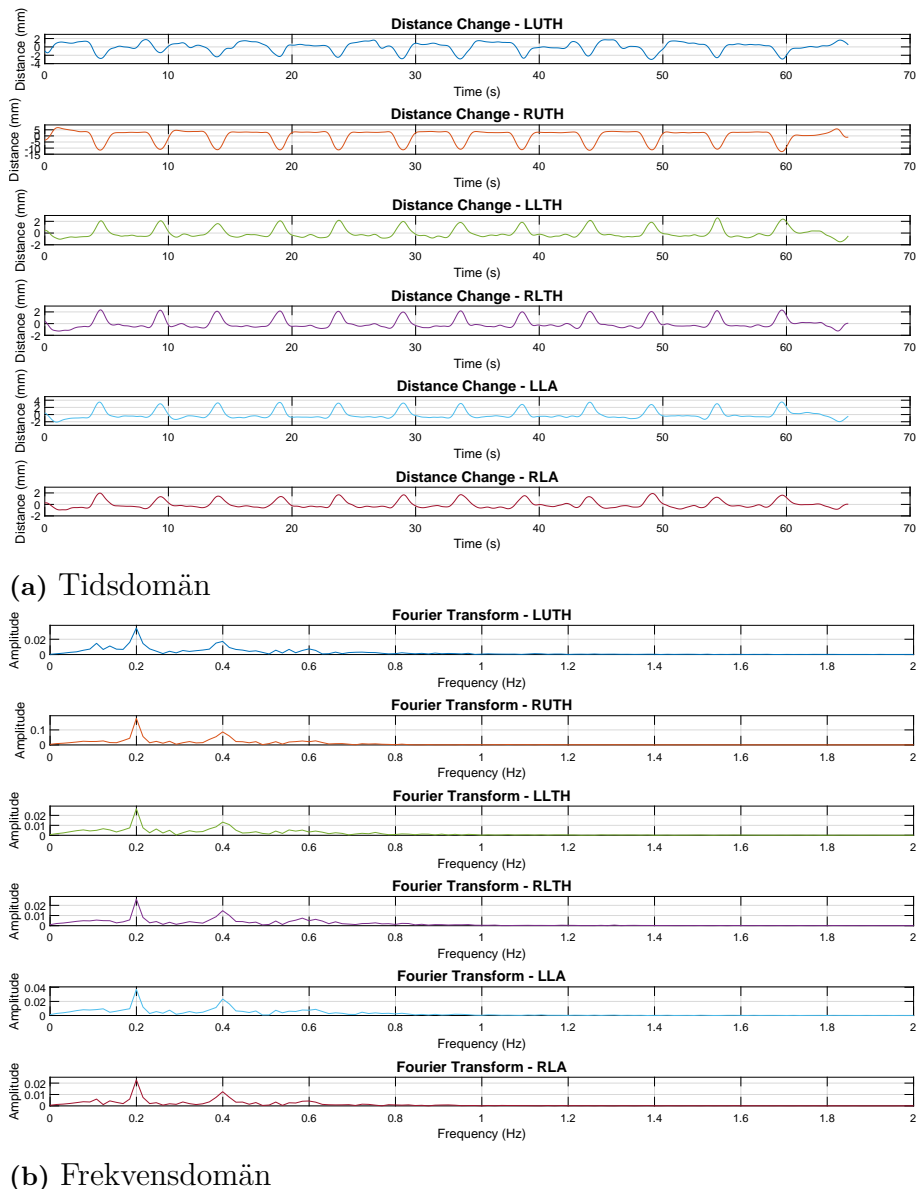 Distance Change - LUTH
Distance (mm)
2
0
-2
-4
0 10 20 30 40 50 60 70
Time (s)
Distance Change - RUTH
Distance (mm)
5
0
-5
-10
-15
0 10 20 30 40 50 60 70
Time (s)
Distance Change - LLTH
Distance (mm)
2
0
-2
0 10 20 30 40 50 60 70
Time (s)
Distance Change - RLTH
Distance (mm)
2
0
-2
0 10 20 30 40 50 60 70
Time (s)
Distance Change - LLA
Distance (mm)
4
2
0
-2
0 10 20 30 40 50 60 70
Time (s)
Distance Change - RLA
Distance (mm)
2
0
-2
0 10 20 30 40 50 60 70
Time (s)
(a) Tidsdomän
Fourier Transform - LUTH
Amplitude
0.02
0
0 0.2 0.4 0.6 0.8 1 1.2 1.4 1.6 1.8 2
Frequency (Hz)
Fourier Transform - RUTH
Amplitude
0.1
0
0 0.2 0.4 0.6 0.8 1 1.2 1.4 1.6 1.8 2
Frequency (Hz)
Fourier Transform - LLTH
Amplitude
0.02
0.01
0
0 0.2 0.4 0.6 0.8 1 1.2 1.4 1.6 1.8 2
Frequency (Hz)
Fourier Transform - RLTH
Amplitude
0.02
0.01
0
0 0.2 0.4 0.6 0.8 1 1.2 1.4 1.6 1.8 2
Frequency (Hz)
Fourier Transform - LLA
Amplitude
0.04
0.02
0
0 0.2 0.4 0.6 0.8 1 1.2 1.4 1.6 1.8 2
Frequency (Hz)
Fourier Transform - RLA
Amplitude
0.02
0.01
0
0 0.2 0.4 0.6 0.8 1 1.2 1.4 1.6 1.8 2
Frequency (Hz)
(b) Frekvensdomän